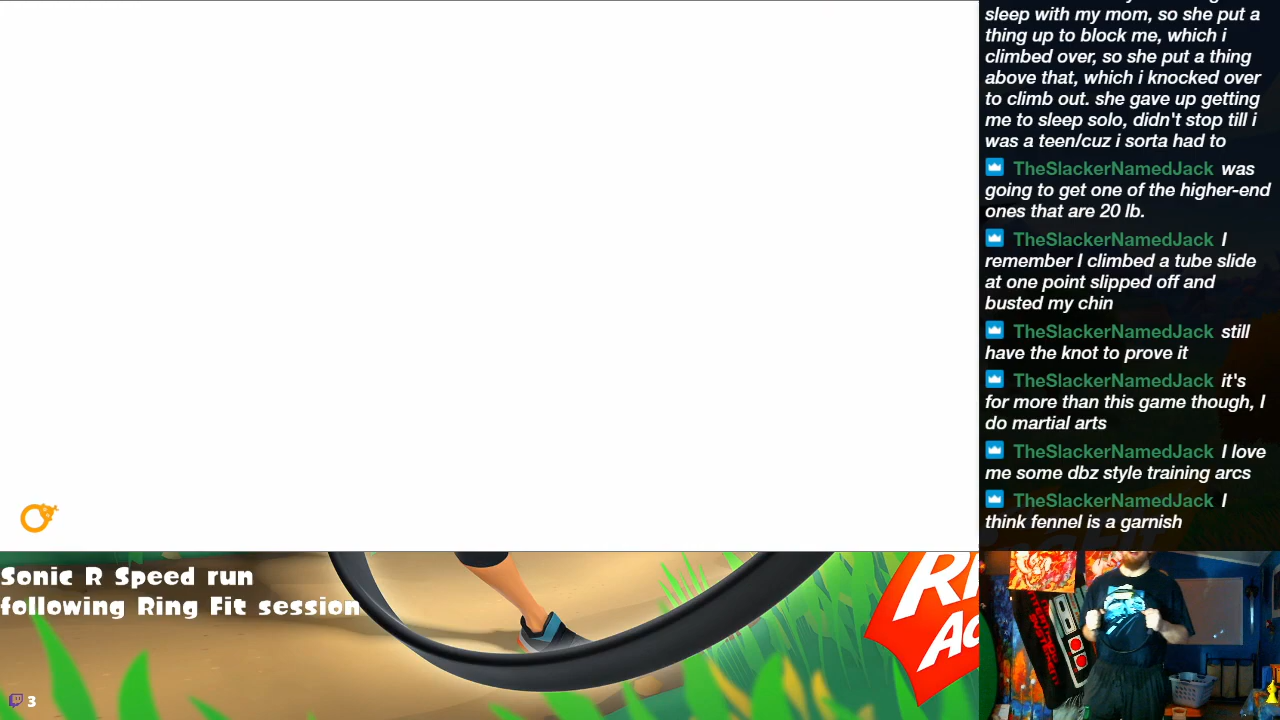 sleep with my mom, so she put a
thing up to block me, which i
climbed over, so she put a thing
above that, which i knocked over
to climb out. she gave up getting
me to sleep solo, didn't stop till i
was a teen/cuz i sorta had to
TheSlackerNamedJack was
going to get one of the higher-end
ones that are 20 lb.
TheSlackerNamedJack I
remember I climbed a tube slide
at one point slipped off and
busted my chin
TheSlackerNamedJack still
have the knot to prove it
TheSlackerNamedJack it's
for more than this game though, I
do martial arts
TheSlackerNamedJack I love
me some dbz style training arcs
TheSlackerNamedJack I
think fennel is a garnish
Sonic R Speed run
following Ring Fit session
3